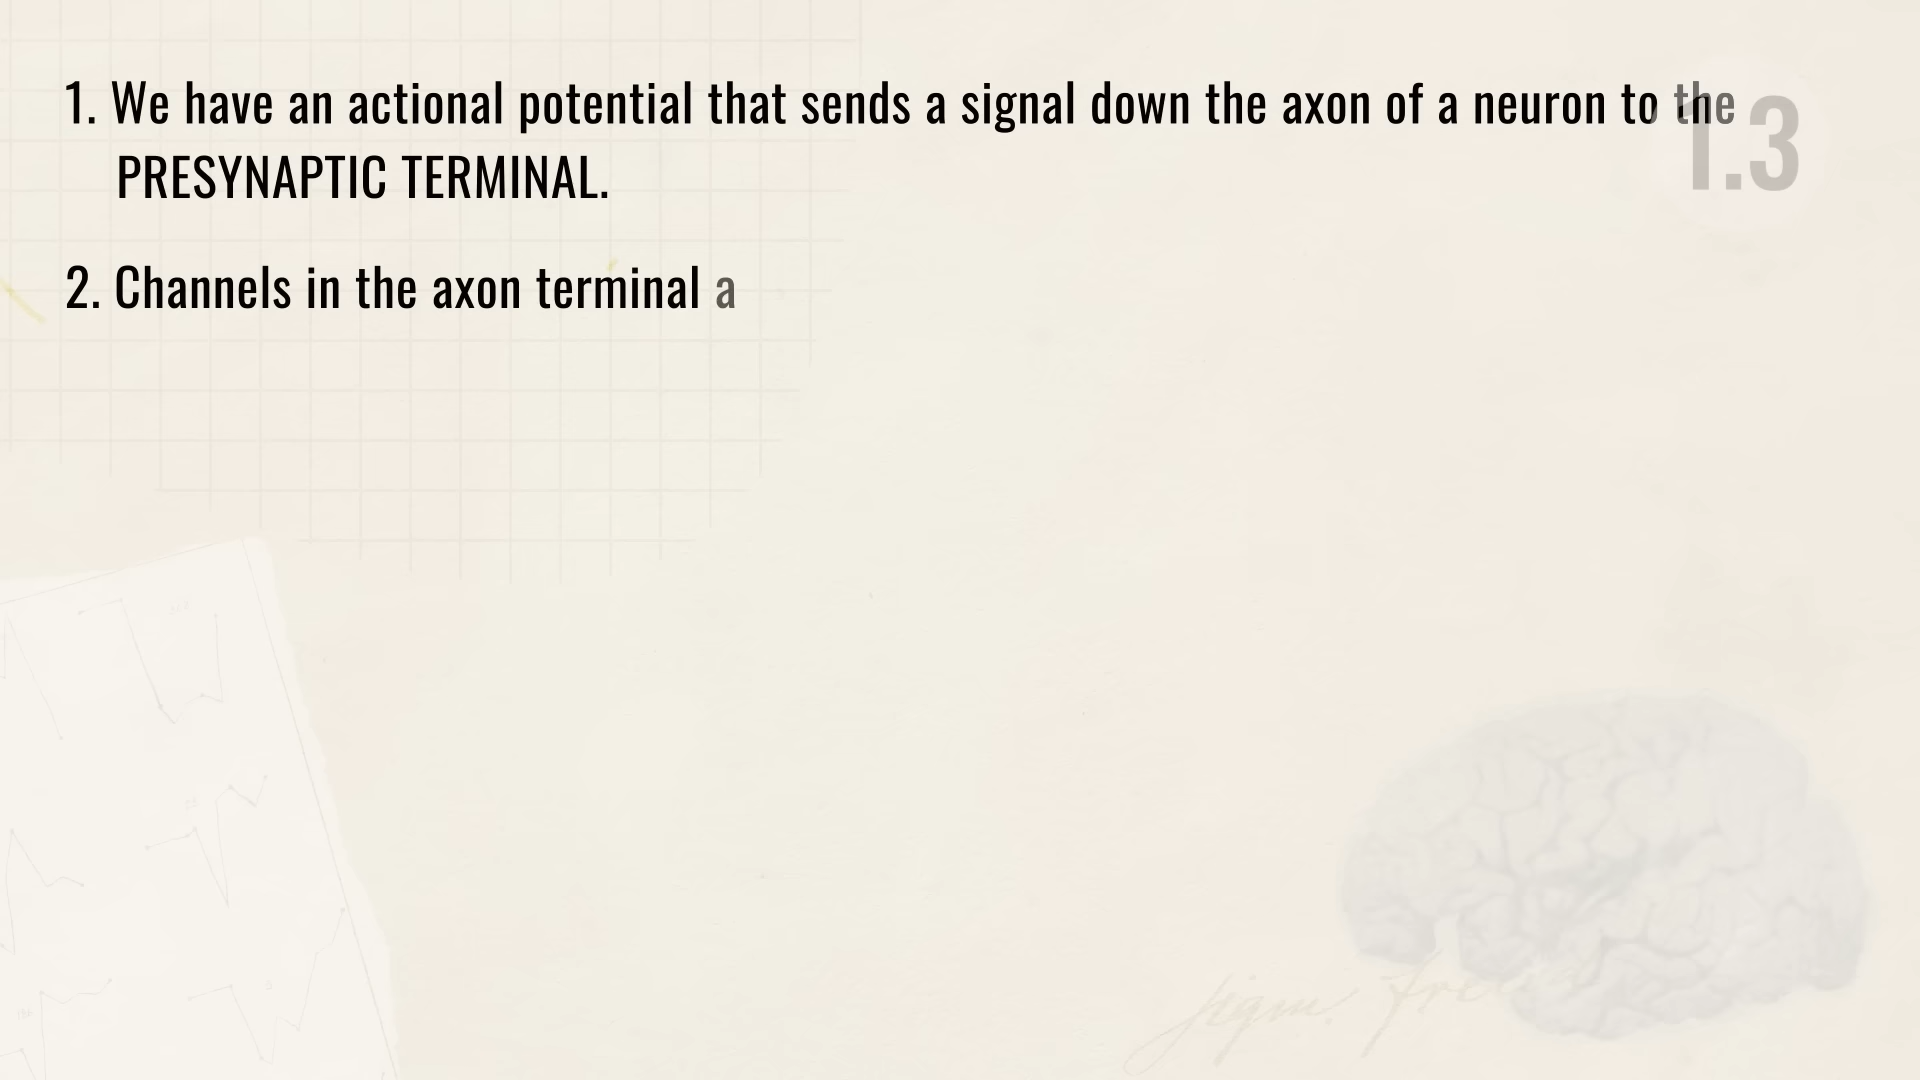 1. We have an actional potential that sends a signal down the axon of a neuron to the
1.3
PRESYNAPTIC TERMINAL.
2. Channels in the axon terminal a